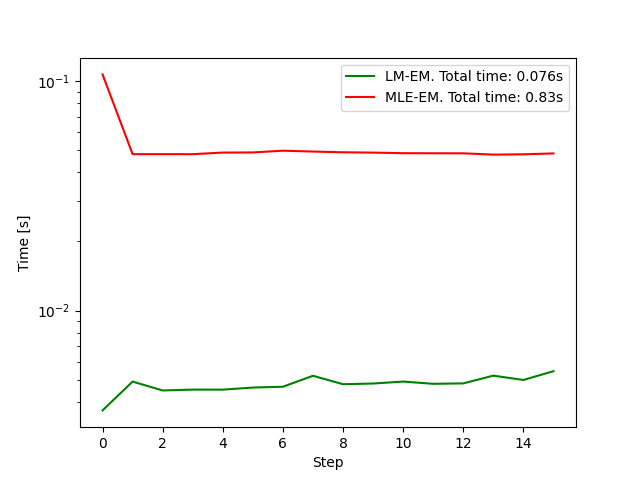 LM-EM. Total time: 0.076s
MLE-EM. Total time: 0.83s
Time [s]
10⁻¹
10⁻²
0 2 4 6 8 10 12 14
Step